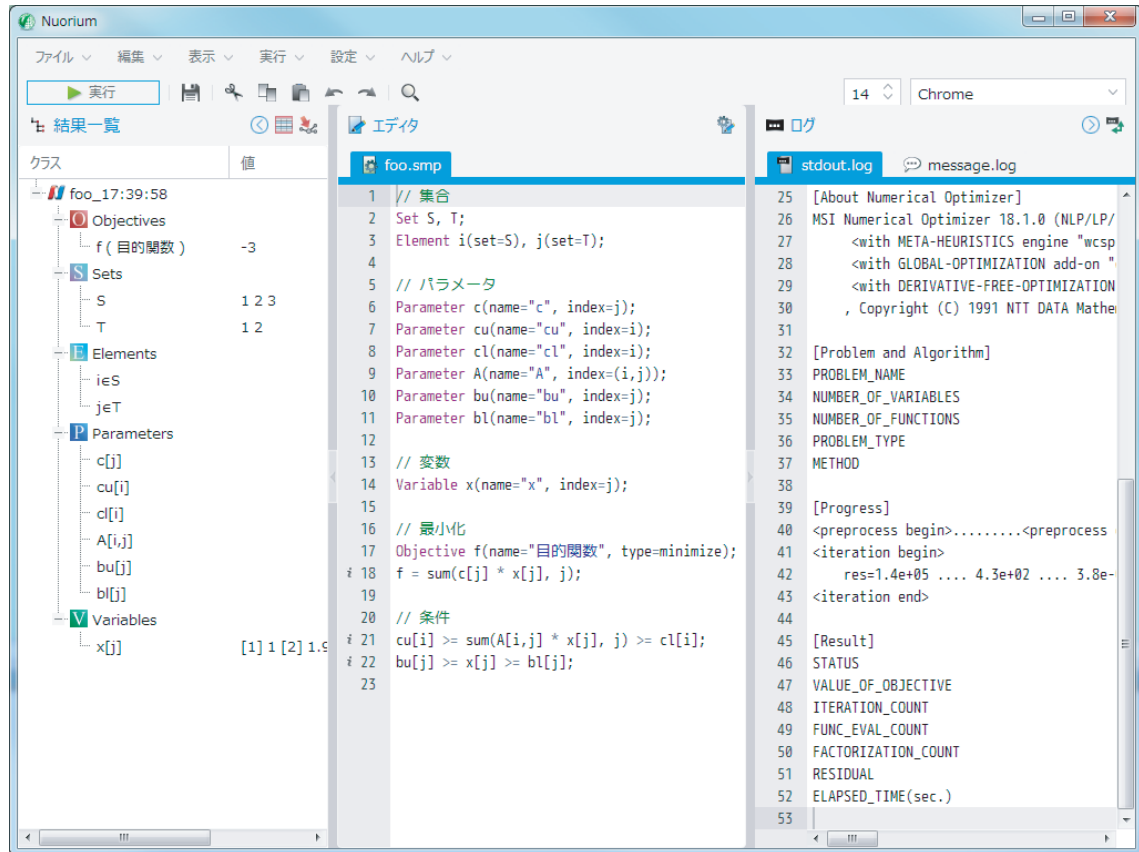 Nuorium
ファイル 編集 表示 実行 設定 ヘルプ
実行
14 Chrome
結果一覧
クラス 値
foo_17:39:58
Objectives
f ( 目的関数 ) -3
Sets
S 1 2 3
T 1 2
Elements
i∈S
j∈T
Parameters
c[j]
cu[i]
cl[i]
A[i,j]
bu[j]
bl[j]
Variables
x[j] [1] 1 [2] 1.9
エディタ
foo.smp
1 // 集合
2 Set S, T;
3 Element i(set=S), j(set=T);
4
5 // パラメータ
6 Parameter c(name="c", index=j);
7 Parameter cu(name="cu", index=i);
8 Parameter cl(name="cl", index=i);
9 Parameter A(name="A", index=(i,j));
10 Parameter bu(name="bu", index=j);
11 Parameter bl(name="bl", index=j);
12
13 // 変数
14 Variable x(name="x", index=j);
15
16 // 最小化
17 Objective f(name="目的関数", type=minimize);
i 18 f = sum(c[j] * x[j], j);
19
20 // 条件
i 21 cu[i] >= sum(A[i,j] * x[j], j) >= cl[i];
i 22 bu[j] >= x[j] >= bl[j];
23
ログ
stdout.log message.log
25 [About Numerical Optimizer]
26 MSI Numerical Optimizer 18.1.0 (NLP/LP/
27 <with META-HEURISTICS engine "wcsp
28 <with GLOBAL-OPTIMIZATION add-on "
29 <with DERIVATIVE-FREE-OPTIMIZATION
30 , Copyright (C) 1991 NTT DATA Mathe
31
32 [Problem and Algorithm]
33 PROBLEM_NAME
34 NUMBER_OF_VARIABLES
35 NUMBER_OF_FUNCTIONS
36 PROBLEM_TYPE
37 METHOD
38
39 [Progress]
40 <preprocess begin>.........<preprocess
41 <iteration begin>
42 res=1.4e+05 .... 4.3e+02 .... 3.8e-
43 <iteration end>
44
45 [Result]
46 STATUS
47 VALUE_OF_OBJECTIVE
48 ITERATION_COUNT
49 FUNC_EVAL_COUNT
50 FACTORIZATION_COUNT
51 RESIDUAL
52 ELAPSED_TIME(sec.)
53